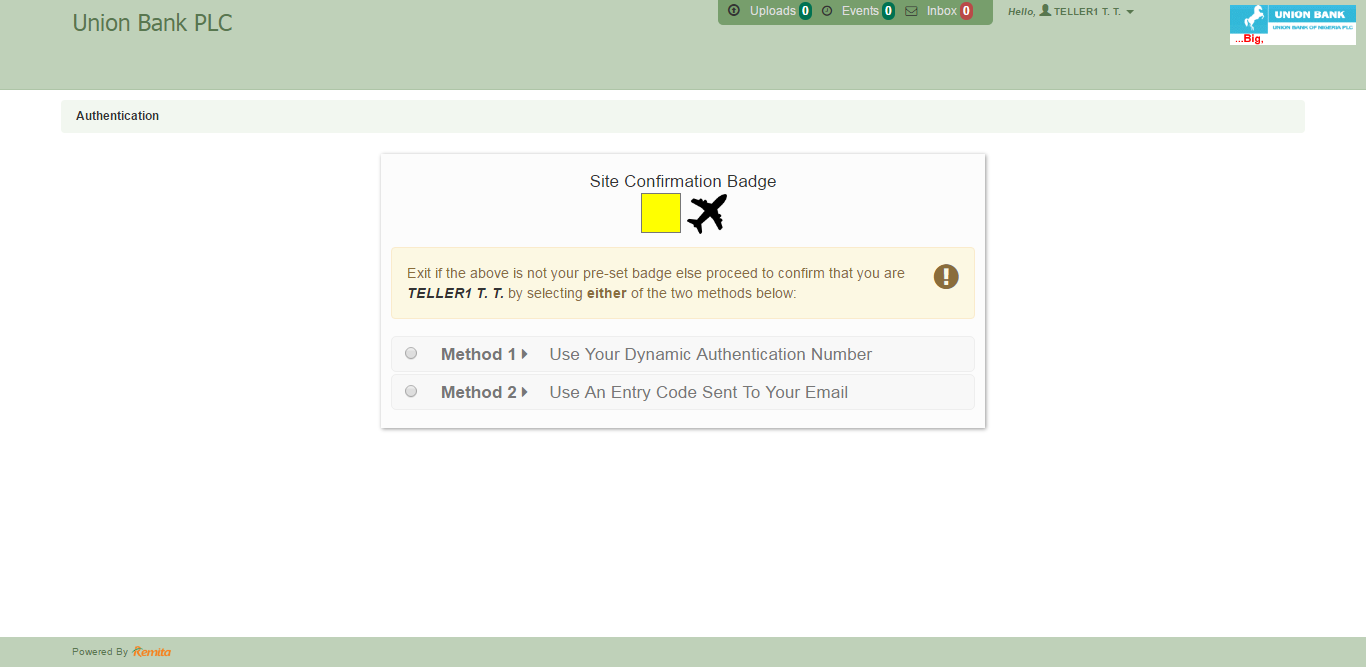 Union Bank PLC
Uploads 0 Events 0 Inbox 0
Hello, TELLER1 T. T.
UNION BANK
UNION BANK OF NIGERIA PLC
...Big,
Authentication
Site Confirmation Badge
Exit if the above is not your pre-set badge else proceed to confirm that you are
TELLER1 T. T. by selecting either of the two methods below:
Method 1 Use Your Dynamic Authentication Number
Method 2 Use An Entry Code Sent To Your Email
Powered By Remita